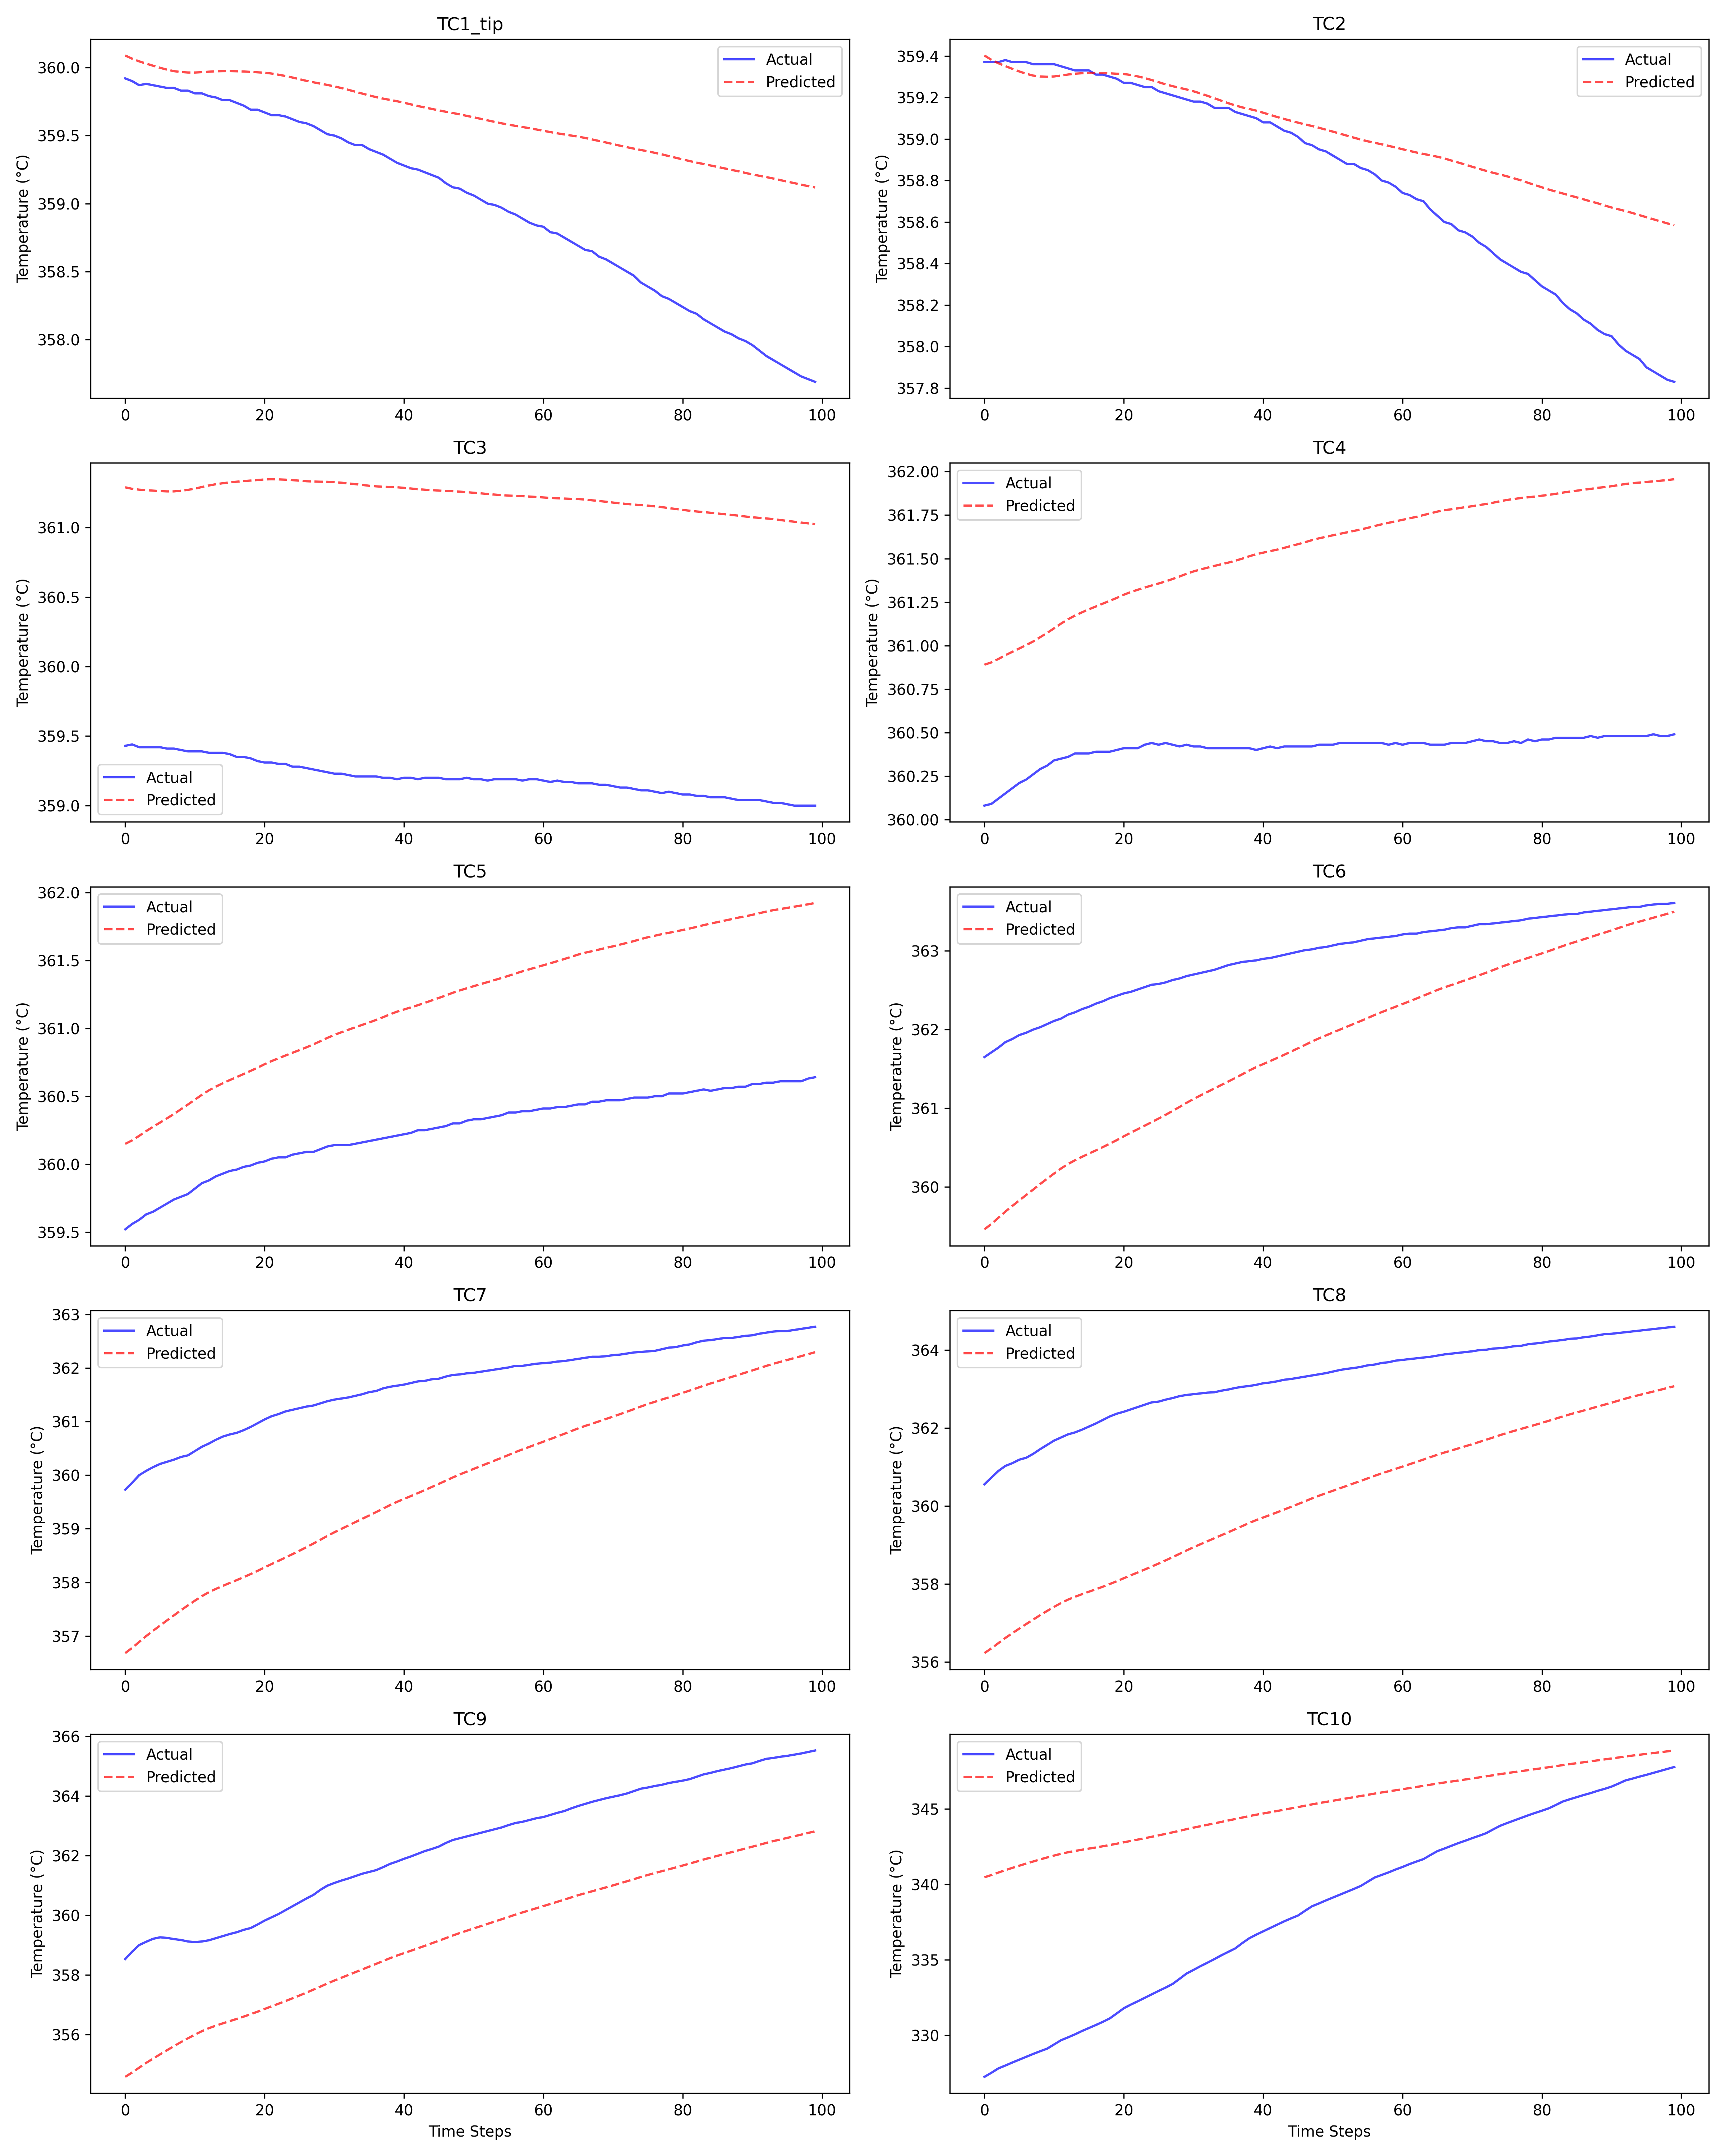 TC1_tip
Temperature (°C)
360.0
359.5
359.0
358.5
358.0
0 20 40 60 80 100
Actual
Predicted
TC2
Temperature (°C)
359.4
359.2
359.0
358.8
358.6
358.4
358.2
358.0
357.8
0 20 40 60 80 100
Actual
Predicted
TC3
Temperature (°C)
361.0
360.5
360.0
359.5
359.0
0 20 40 60 80 100
Actual
Predicted
TC4
Temperature (°C)
362.00
361.75
361.50
361.25
361.00
360.75
360.50
360.25
360.00
0 20 40 60 80 100
Actual
Predicted
TC5
Temperature (°C)
362.0
361.5
361.0
360.5
360.0
359.5
0 20 40 60 80 100
Actual
Predicted
TC6
Temperature (°C)
363
362
361
360
0 20 40 60 80 100
Actual
Predicted
TC7
Temperature (°C)
363
362
361
360
359
358
357
0 20 40 60 80 100
Actual
Predicted
TC8
Temperature (°C)
364
362
360
358
356
0 20 40 60 80 100
Actual
Predicted
TC9
Temperature (°C)
366
364
362
360
358
356
0 20 40 60 80 100
Time Steps
Actual
Predicted
TC10
Temperature (°C)
345
340
335
330
0 20 40 60 80 100
Time Steps
Actual
Predicted